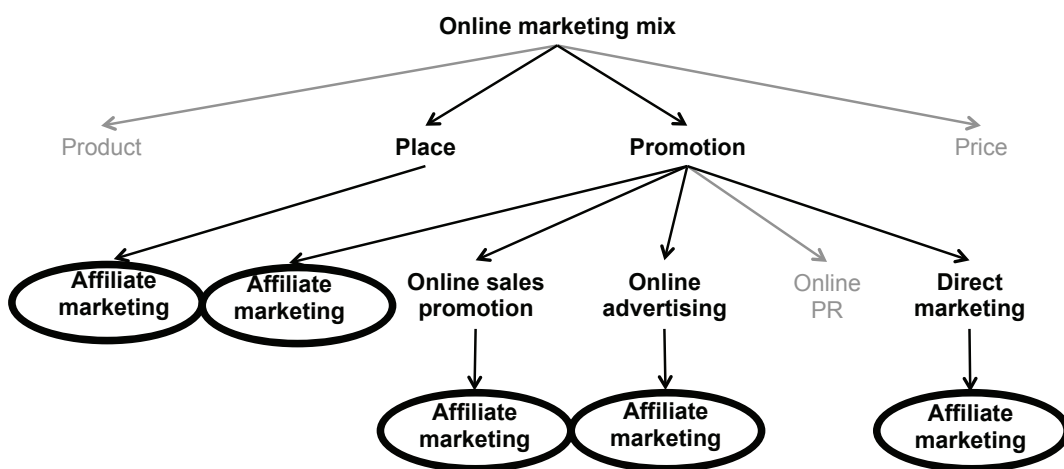 Online marketing mix
Product
Place
Promotion
Price
Affiliate
marketing
Affiliate
marketing
Online sales
promotion
Online
advertising
Online
PR
Direct
marketing
Affiliate
marketing
Affiliate
marketing
Affiliate
marketing